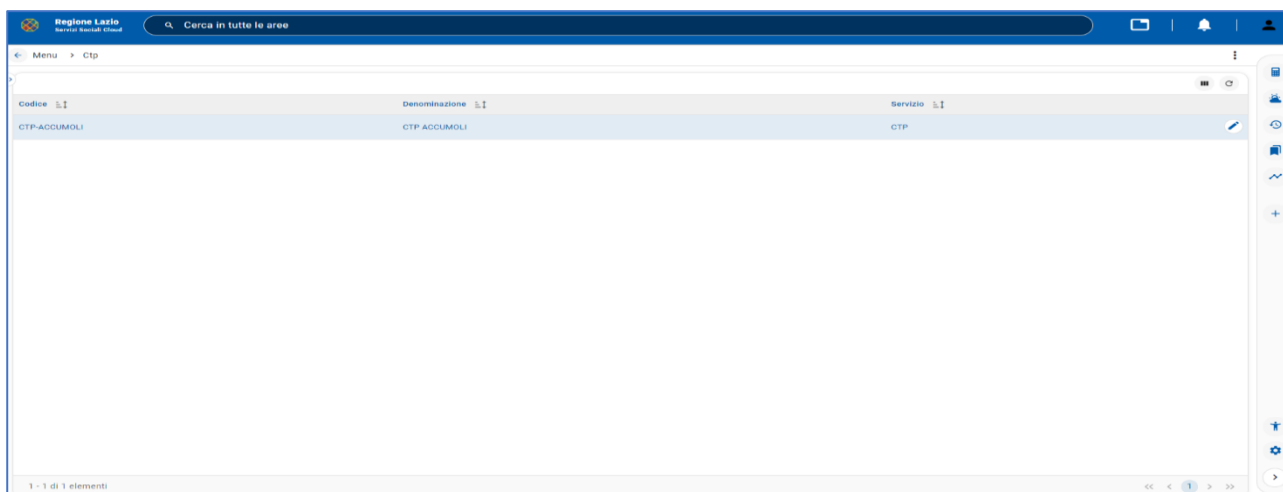 Regione Lazio
Servizi Sociali Cloud
Cerca in tutte le aree
Menu > Ctp
Codice Denominazione Servizio
CTP-ACCUMOLI CTP ACCUMOLI CTP
1 - 1 di 1 elementi << < 1 > >>